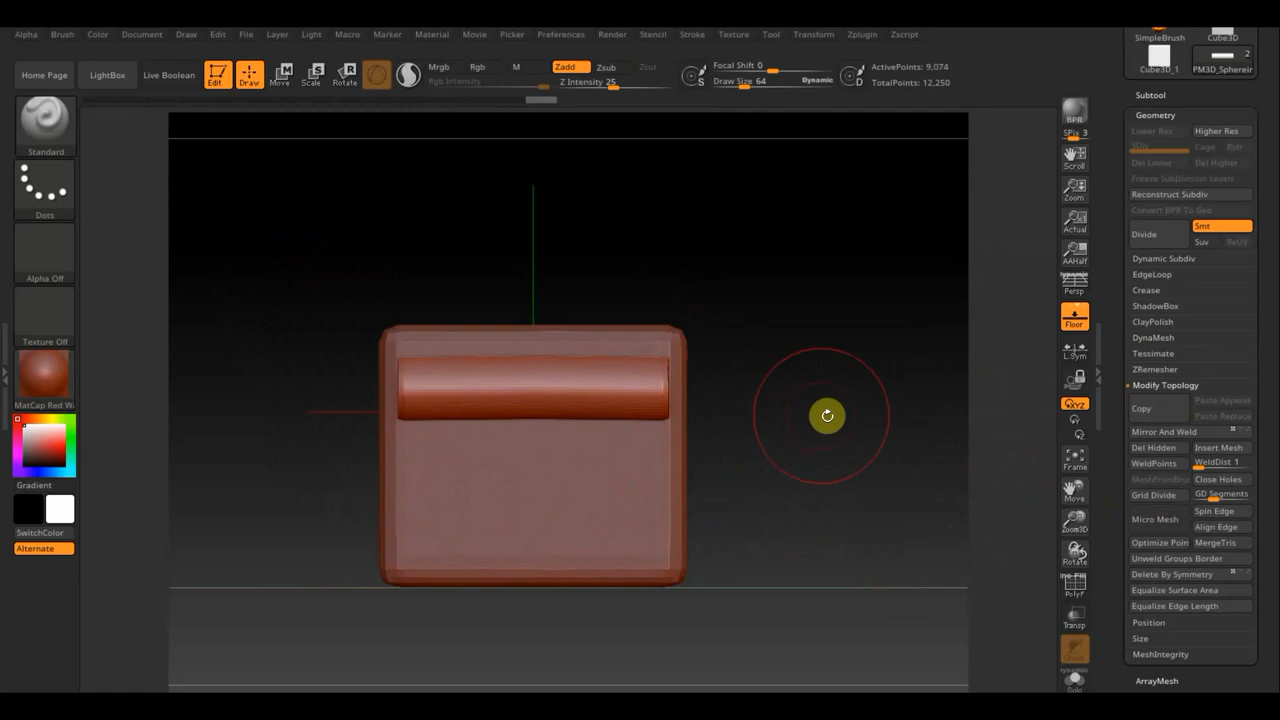 Alpha Brush Color Document Draw Edit File Layer Light Macro Marker Material Movie Picker Preferences Render Stencil Stroke Texture Tool Transform Zplugin Zscript
SimpleBrush Cube3D
Cube3D_1 PM3D_Spherein
2
Home Page LightBox Live Boolean Edit Draw Move Scale Rotate
Mrgb Rgb M Zadd Zsub Zcut
Rgb Intensity Z Intensity 25
Focal Shift 0
Draw Size 64 Dynamic
S D
ActivePoints: 9,074
TotalPoints: 12,250
Standard
Dots
Alpha Off
Texture Off
MatCap Red W
Gradient
SwitchColor
Alternate
BPR
SPix 3
Scroll
Zoom
Actual
AAHalf
Dynamic
Persp
Floor
L.Sym
XYZ
Frame
Move
Zoom3D
Rotate
PolyF
Transp
Ghost
Solo
Subtool
Geometry
Lower Res Higher Res
SDiv Cage Rstr
Del Lower Del Higher
Freeze SubDivision Levels
Reconstruct Subdiv
Convert BPR To Geo
Divide Smt
Suv ReUV
Dynamic Subdiv
EdgeLoop
Crease
ShadowBox
ClayPolish
DynaMesh
Tessimate
ZRemesher
Modify Topology
Copy Paste Append
Paste Replace
Mirror And Weld
Del Hidden Insert Mesh
WeldPoints WeldDist 1
MeshFromBru Close Holes
Grid Divide GD Segments
Micro Mesh Spin Edge
Align Edge
Optimize Poin MergeTris
Unweld Groups Border
Delete By Symmetry
Equalize Surface Area
Equalize Edge Length
Position
Size
MeshIntegrity
ArrayMesh